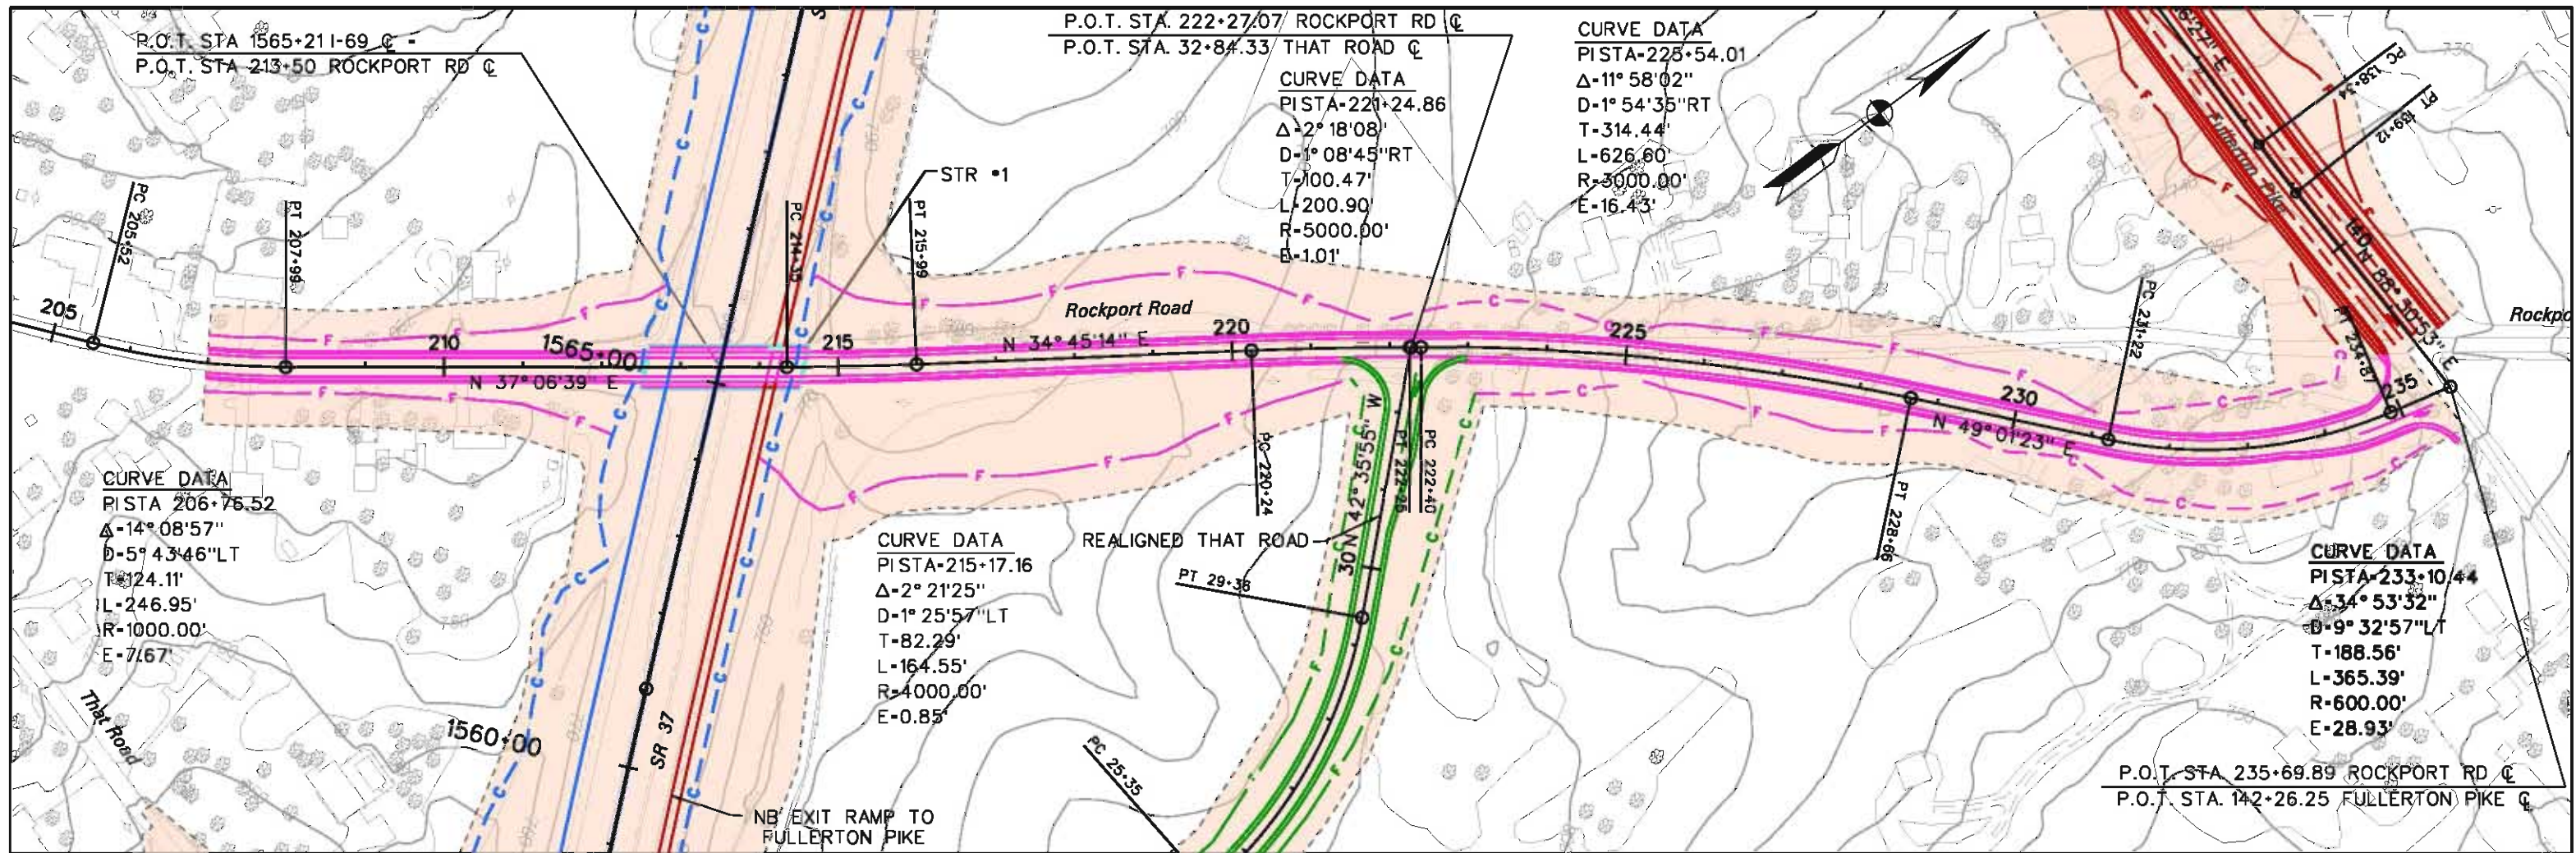 P.O.T. STA 1565+21 I-69 ℄ =
P.O.T. STA 213+50 ROCKPORT RD ℄
P.O.T. STA. 222+27.07 ROCKPORT RD ℄
P.O.T. STA. 32+84.33 THAT ROAD ℄
CURVE DATA
PI STA=221+24.86
Δ=2° 18'08"
D=1° 08'45"RT
T=100.47'
L=200.90'
R=5000.00'
E=1.01'
CURVE DATA
PI STA=225+54.01
Δ=11° 58'02"
D=1° 54'35"RT
T=314.44'
L=626.60'
R=3000.00'
E=16.43'
STR #1
PC 205+52
PT 207+99
PC 214+35
PT 215+99
PC 138+34
PT 139+12
Fullerton Pike
140
N 88° 30'53" E
PC 231+22
PT 234+87
Rockport Road
205
210
1565+00
215
220
225
230
235
N 37° 06'39" E
N 34° 45'14" E
N 49° 01'23" E
PC 220+24
PT 222+25
PC 222+40
PT 228+66
N 42° 35'55" W
30
REALIGNED THAT ROAD
PT 29+38
PC 25+35
CURVE DATA
PI STA 206+76.52
Δ=14° 08'57"
D=5° 43'46"LT
T=124.11'
L=246.95'
R=1000.00'
E=7.67'
CURVE DATA
PI STA=215+17.16
Δ=2° 21'25"
D=1° 25'57"LT
T=82.29'
L=164.55'
R=4000.00'
E=0.85'
CURVE DATA
PI STA=233+10.44
Δ=34° 53'32"
D=9° 32'57"LT
T=188.56'
L=365.39'
R=600.00'
E=28.93'
That Road
1560+00
SR 37
NB EXIT RAMP TO
FULLERTON PIKE
P.O.T. STA. 235+69.89 ROCKPORT RD ℄
P.O.T. STA. 142+26.25 FULLERTON PIKE ℄